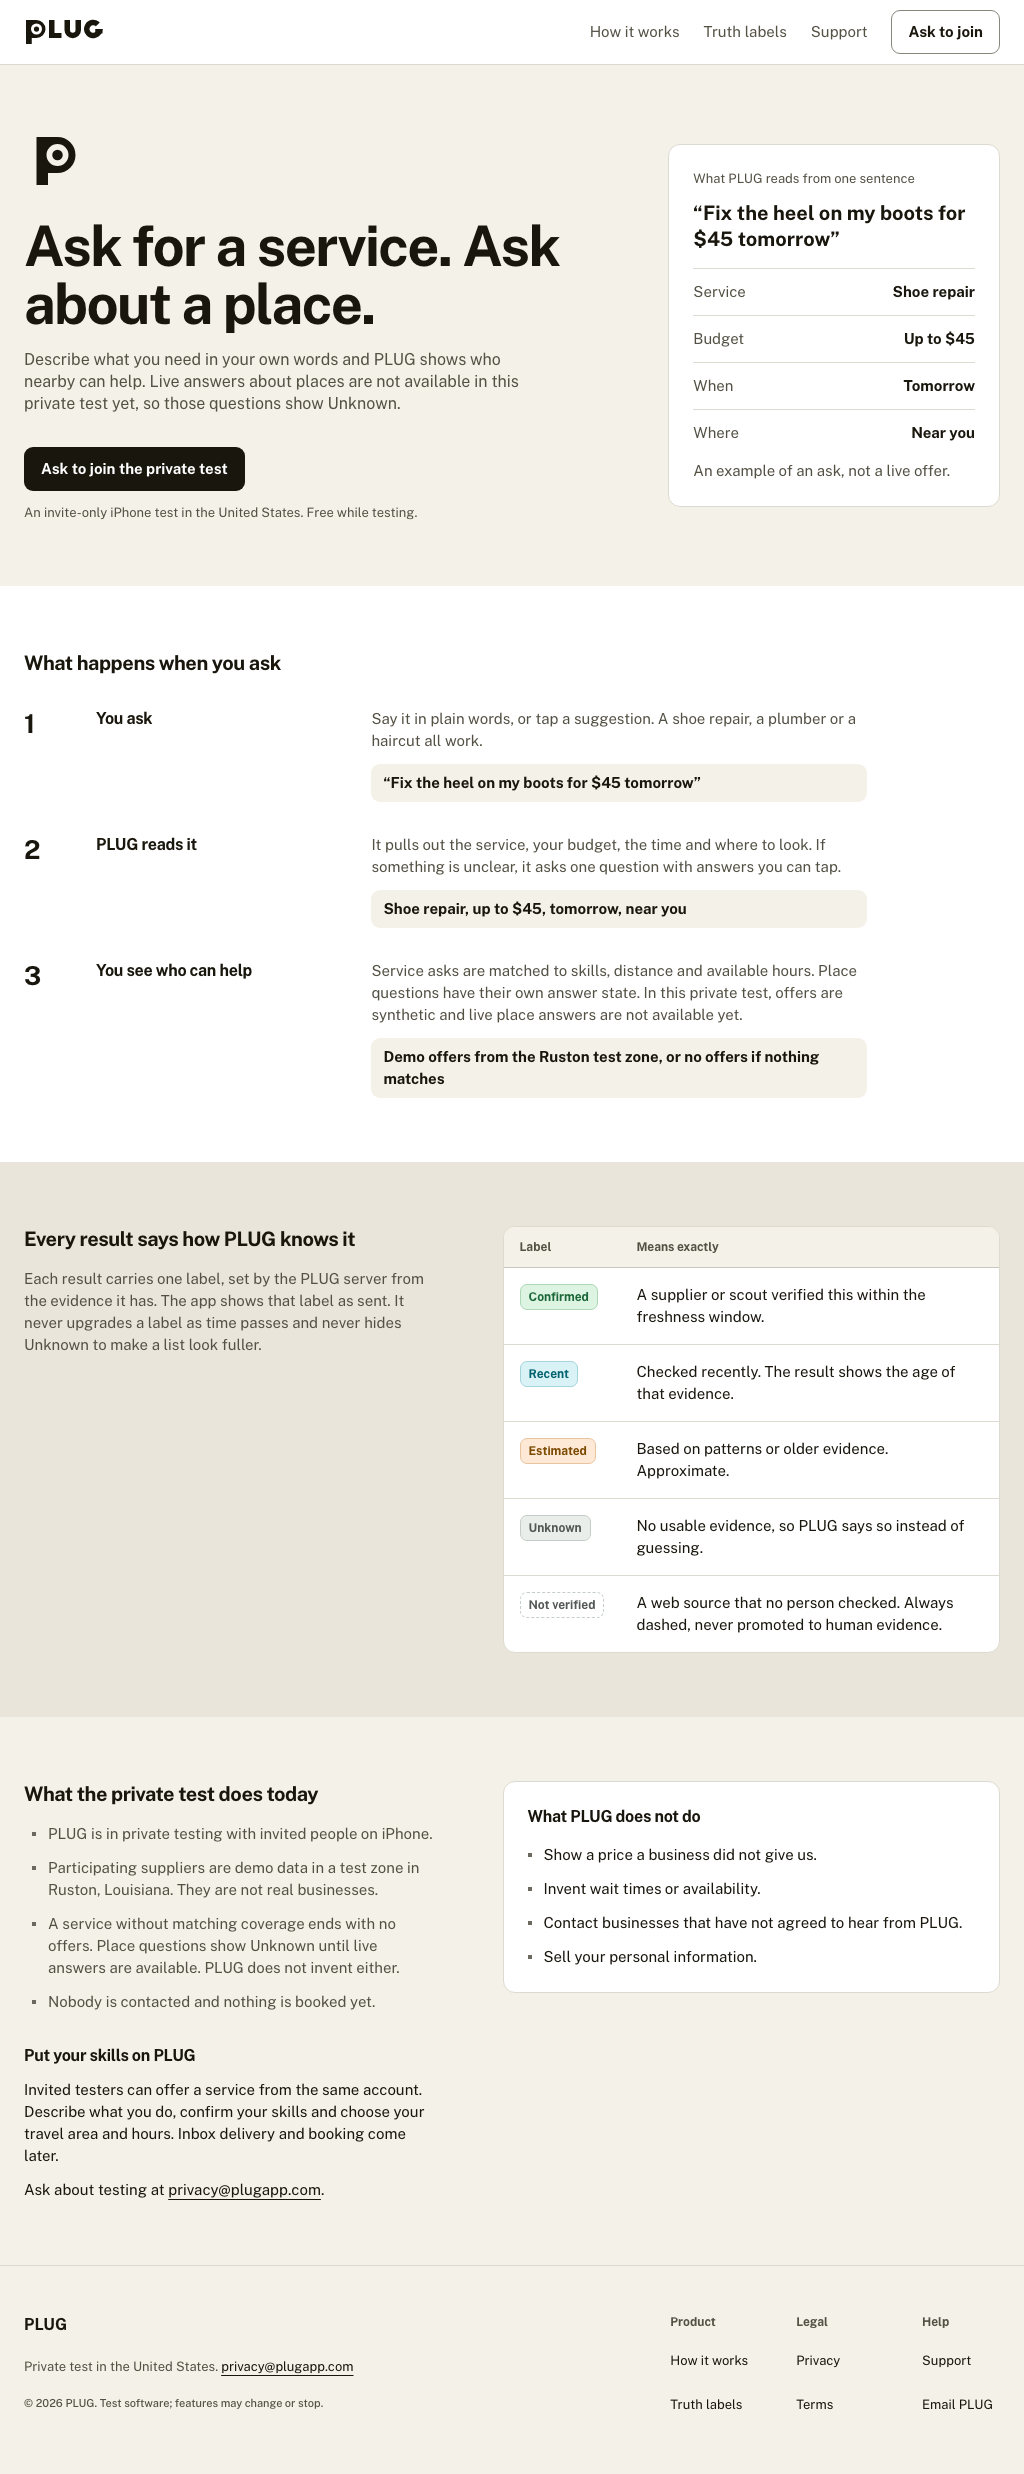 PLUG
How it works
Truth labels
Support
Ask to join
P
Ask for a service. Ask
about a place.
Describe what you need in your own words and PLUG shows who
nearby can help. Live answers about places are not available in this
private test yet, so those questions show Unknown.
Ask to join the private test
An invite-only iPhone test in the United States. Free while testing.
What PLUG reads from one sentence
“Fix the heel on my boots for
$45 tomorrow”
Service
Shoe repair
Budget
Up to $45
When
Tomorrow
Where
Near you
An example of an ask, not a live offer.
What happens when you ask
1
You ask
Say it in plain words, or tap a suggestion. A shoe repair, a plumber or a
haircut all work.
“Fix the heel on my boots for $45 tomorrow”
2
PLUG reads it
It pulls out the service, your budget, the time and where to look. If
something is unclear, it asks one question with answers you can tap.
Shoe repair, up to $45, tomorrow, near you
3
You see who can help
Service asks are matched to skills, distance and available hours. Place
questions have their own answer state. In this private test, offers are
synthetic and live place answers are not available yet.
Demo offers from the Ruston test zone, or no offers if nothing
matches
Every result says how PLUG knows it
Each result carries one label, set by the PLUG server from
the evidence it has. The app shows that label as sent. It
never upgrades a label as time passes and never hides
Unknown to make a list look fuller.
Label
Means exactly
Confirmed
A supplier or scout verified this within the
freshness window.
Recent
Checked recently. The result shows the age of
that evidence.
Estimated
Based on patterns or older evidence.
Approximate.
Unknown
No usable evidence, so PLUG says so instead of
guessing.
Not verified
A web source that no person checked. Always
dashed, never promoted to human evidence.
What the private test does today
PLUG is in private testing with invited people on iPhone.
Participating suppliers are demo data in a test zone in
Ruston, Louisiana. They are not real businesses.
A service without matching coverage ends with no
offers. Place questions show Unknown until live
answers are available. PLUG does not invent either.
Nobody is contacted and nothing is booked yet.
Put your skills on PLUG
Invited testers can offer a service from the same account.
Describe what you do, confirm your skills and choose your
travel area and hours. Inbox delivery and booking come
later.
Ask about testing at privacy@plugapp.com.
What PLUG does not do
Show a price a business did not give us.
Invent wait times or availability.
Contact businesses that have not agreed to hear from PLUG.
Sell your personal information.
PLUG
Private test in the United States. privacy@plugapp.com
© 2026 PLUG. Test software; features may change or stop.
Product
How it works
Truth labels
Legal
Privacy
Terms
Help
Support
Email PLUG